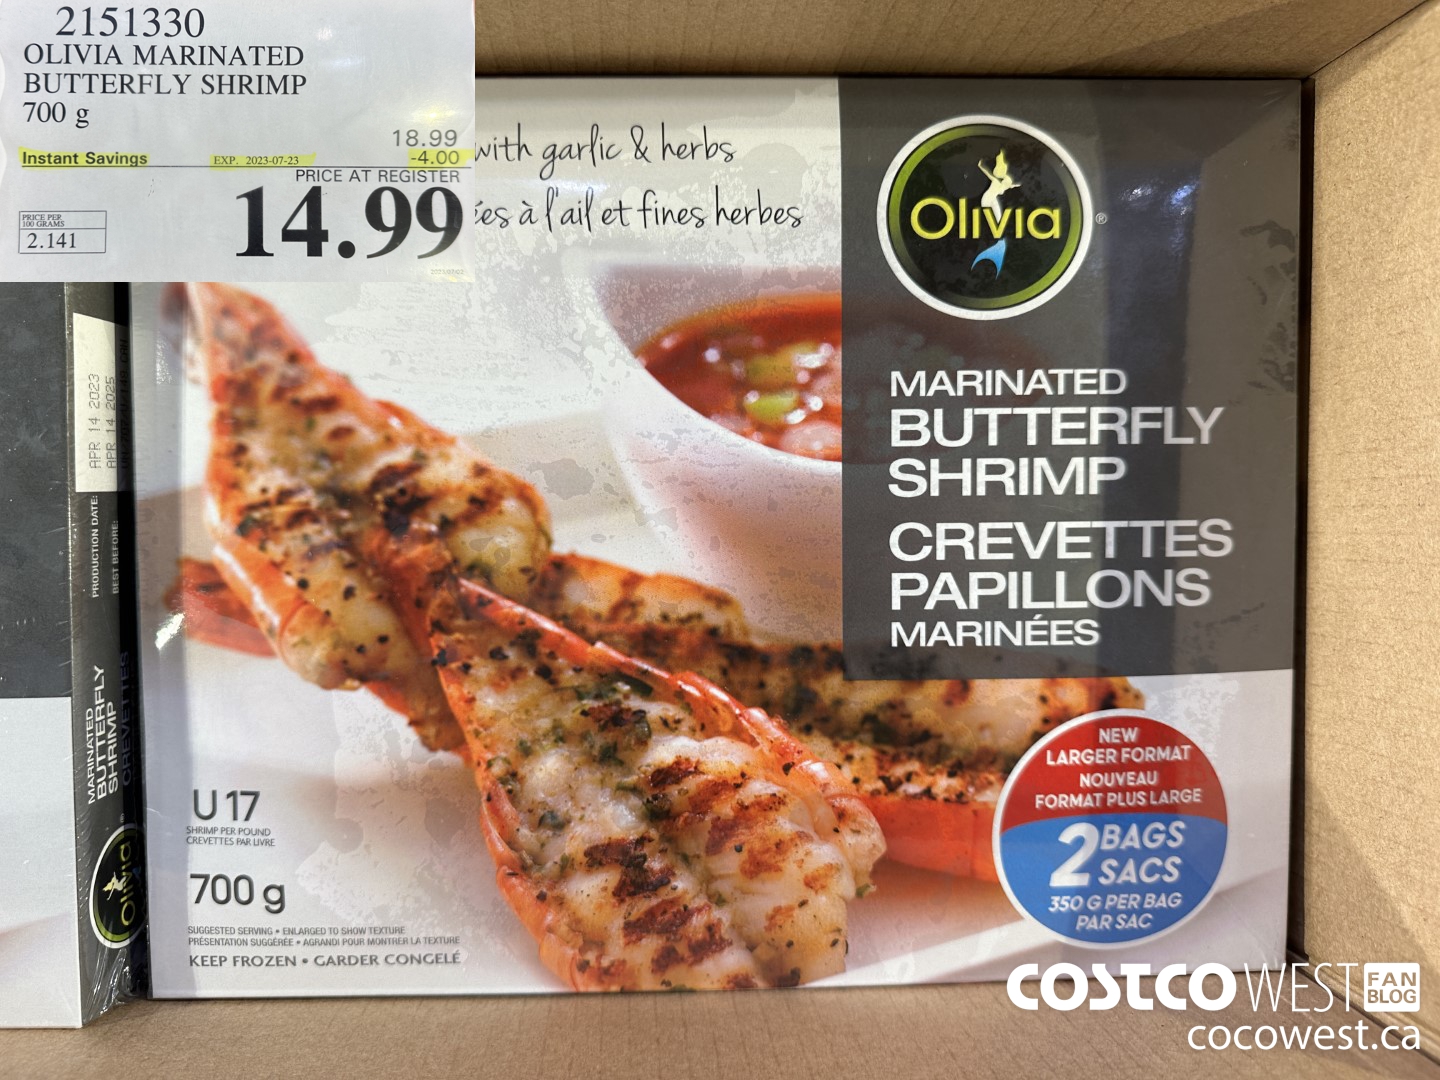 2151330
OLIVIA MARINATED
BUTTERFLY SHRIMP
700 g
18.99
Instant Savings EXP. 2023-07-23 -4.00
PRICE AT REGISTER
14.99
PRICE PER
100 GRAMS
2.141
with garlic & herbs
ées à l'ail et fines herbes
Olivia®
MARINATED
BUTTERFLY
SHRIMP
CREVETTES
PAPILLONS
MARINÉES
NEW
LARGER FORMAT
NOUVEAU
FORMAT PLUS LARGE
2 BAGS
SACS
350 G PER BAG
PAR SAC
U 17
SHRIMP PER POUND
CREVETTES PAR LIVRE
700 g
SUGGESTED SERVING • ENLARGED TO SHOW TEXTURE
PRÉSENTATION SUGGÉRÉE • AGRANDI POUR MONTRER LA TEXTURE
KEEP FROZEN • GARDER CONGELÉ
PRODUCTION DATE: APR 14 2023
BEST BEFORE: APR 14 2025
MARINATED
BUTTERFLY
SHRIMP
CREVETTES
Olivia®
COSTCO WEST FAN
BLOG
cocowest.ca